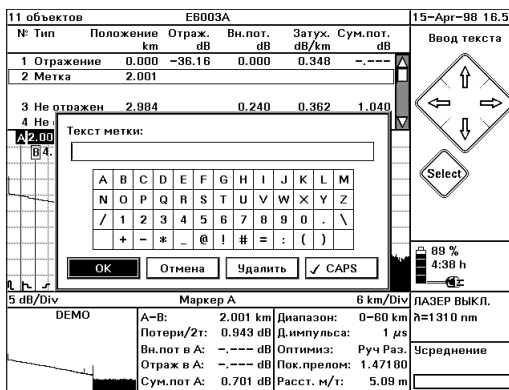 11 объектов E6003A 15-Apr-98 16.5
№ Тип Положение Отраж. Вн.пот. Затух. Сум.пот.
km dB dB dB/km dB
1 Отражение 0.000 -36.16 0.000 0.348 -.---
2 Метка 2.001
3 Не отражен 2.984 0.240 0.362 1.040
4 Не
Ввод текста
A 2.00
B 4.
Текст метки:
A B C D E F G H I J K L M
N O P Q R S T U V W X Y Z
/ 1 2 3 4 5 6 7 8 9 0 . \
+ - * _ @ ! # = : ( )
OK Отмена Удалить ✓ CAPS
Select
89 %
4:38 h
5 dB/Div Маркер A 6 km/Div
DEMO
A-B: 2.001 km Диапазон: 0-60 km
Потери/2т: 0.943 dB Д.импульса: 1 µs
Вн.пот в A: -.--- dB Оптимиз: Руч Раз.
Отраж в A: -.--- dB Пок.прелом: 1.47180
Сум.пот A: 0.701 dB Расст. м/т: 5.09 m
ЛАЗЕР ВЫКЛ.
λ=1310 nm
Усреднение